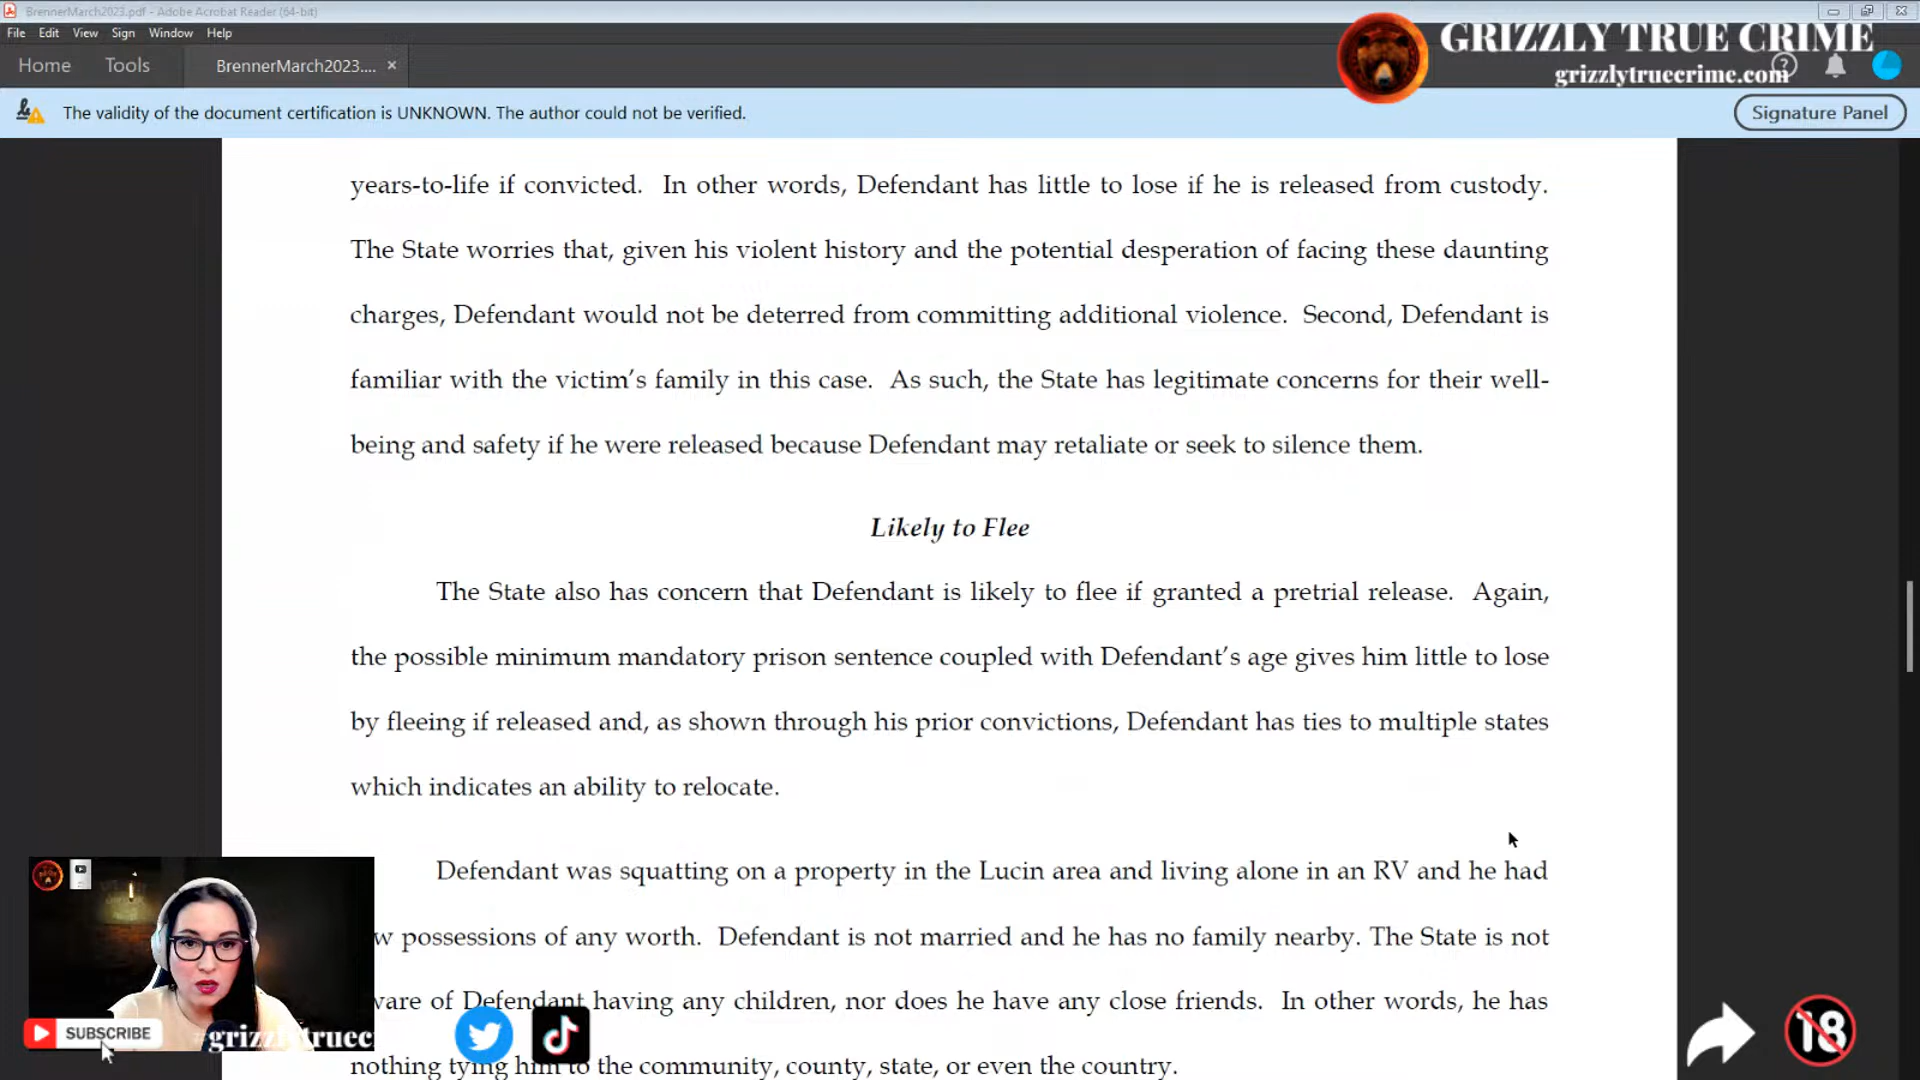 BrennerMarch2023.pdf - Adobe Acrobat Reader (64-bit)
File Edit View Sign Window Help
GRIZZLY TRUE CRIME
grizzlytruecrime.com
Home Tools BrennerMarch2023.... ×
The validity of the document certification is UNKNOWN. The author could not be verified.
Signature Panel
years-to-life if convicted. In other words, Defendant has little to lose if he is released from custody.
The State worries that, given his violent history and the potential desperation of facing these daunting
charges, Defendant would not be deterred from committing additional violence. Second, Defendant is
familiar with the victim’s family in this case. As such, the State has legitimate concerns for their well-
being and safety if he were released because Defendant may retaliate or seek to silence them.
Likely to Flee
The State also has concern that Defendant is likely to flee if granted a pretrial release. Again,
the possible minimum mandatory prison sentence coupled with Defendant’s age gives him little to lose
by fleeing if released and, as shown through his prior convictions, Defendant has ties to multiple states
which indicates an ability to relocate.
Defendant was squatting on a property in the Lucin area and living alone in an RV and he had
w possessions of any worth. Defendant is not married and he has no family nearby. The State is not
ware of Defendant having any children, nor does he have any close friends. In other words, he has
nothing tying him to the community, county, state, or even the country.
SUBSCRIBE
#grizzlytruecri
18